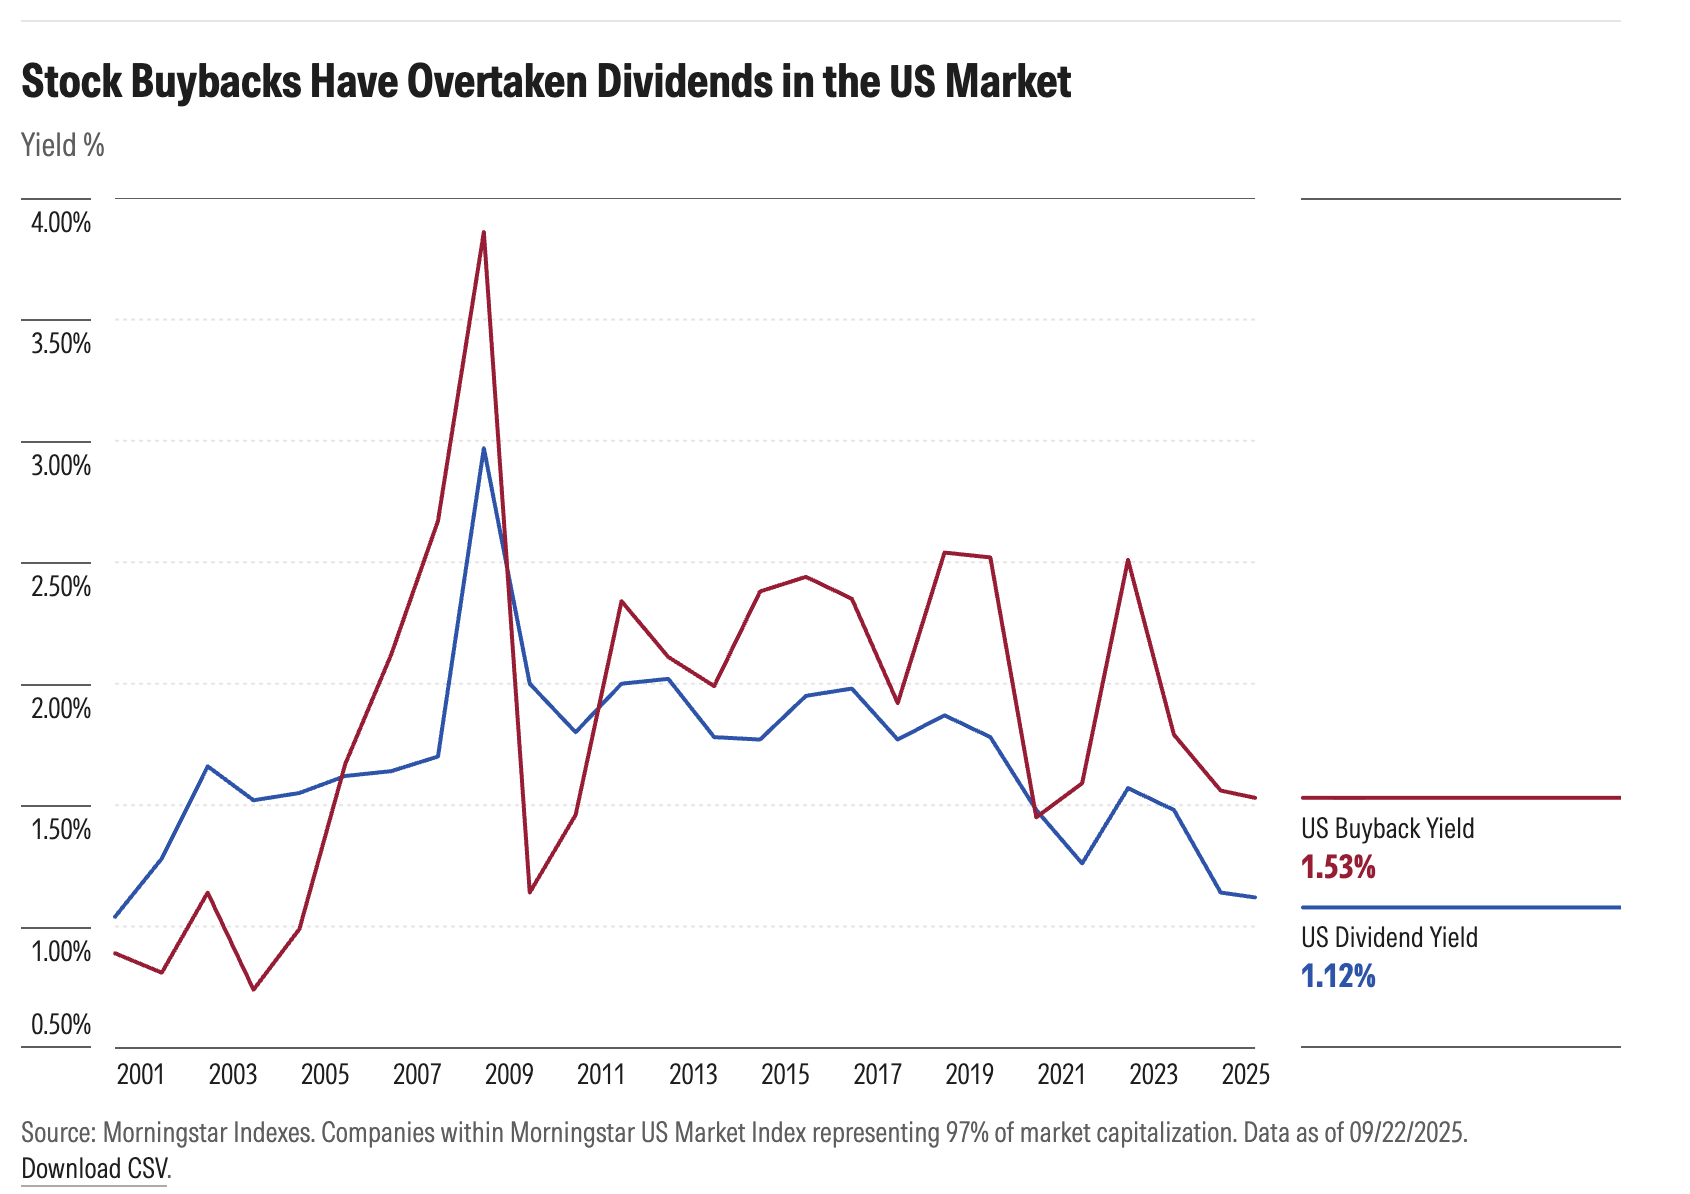 Stock Buybacks Have Overtaken Dividends in the US Market
Yield %
4.00%
3.50%
3.00%
2.50%
2.00%
1.50%
1.00%
0.50%
US Buyback Yield
1.53%
US Dividend Yield
1.12%
2001 2003 2005 2007 2009 2011 2013 2015 2017 2019 2021 2023 2025
Source: Morningstar Indexes. Companies within Morningstar US Market Index representing 97% of market capitalization. Data as of 09/22/2025.
Download CSV.